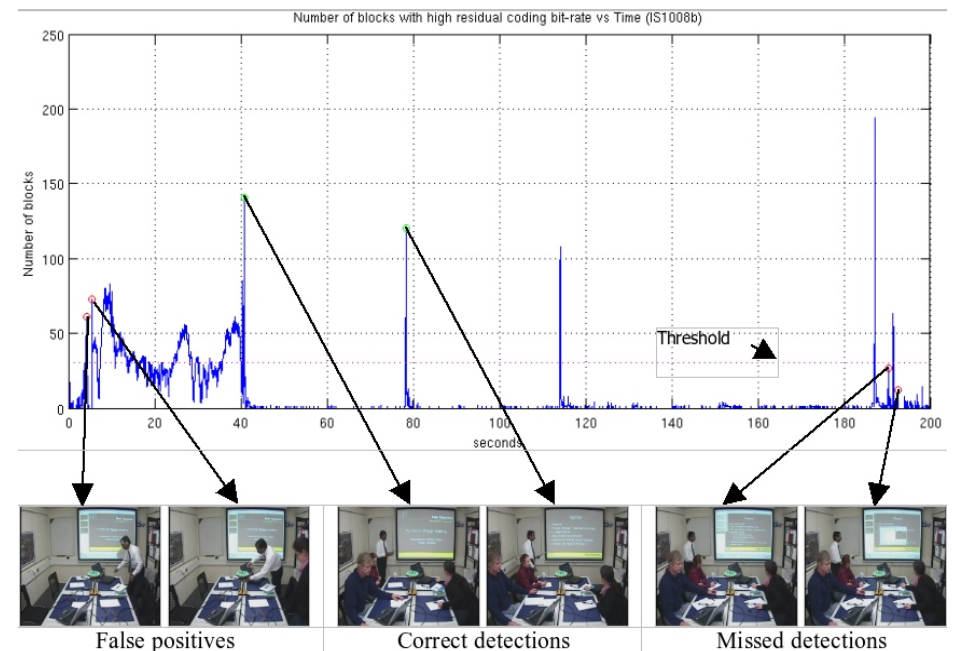 Number of blocks with high residual coding bit-rate vs Time (IS1008b)
250
200
150
100
50
0
Number of blocks
Threshold
0 20 40 60 80 100 120 140 160 180 200
seconds
False positives Correct detections Missed detections